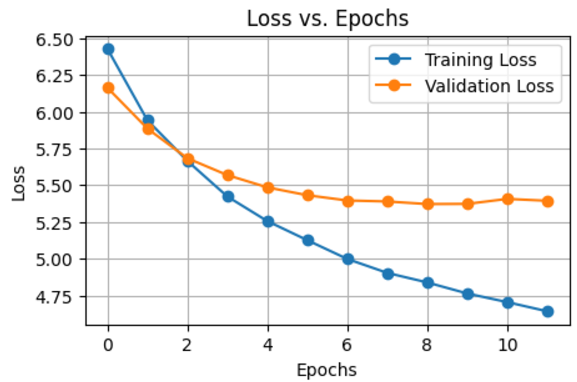 Loss vs. Epochs
Training Loss
Validation Loss
6.50
6.25
6.00
5.75
5.50
5.25
5.00
4.75
Loss
0 2 4 6 8 10
Epochs